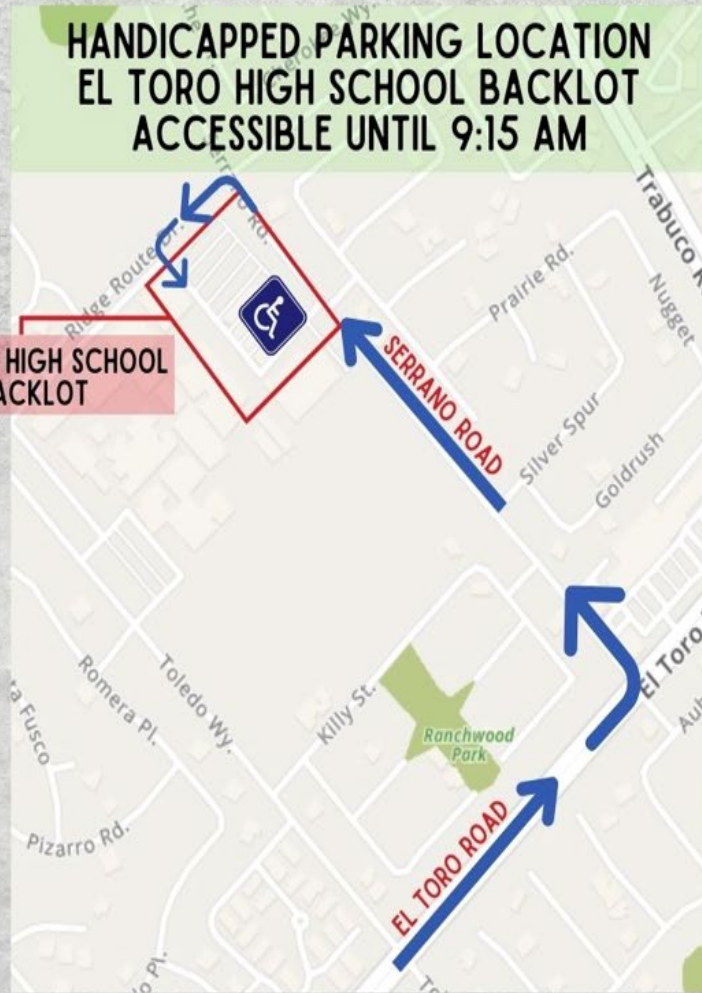 HANDICAPPED PARKING LOCATION
EL TORO HIGH SCHOOL BACKLOT
ACCESSIBLE UNTIL 9:15 AM
Trabuco R
Ridge Route Dr.
Prairie Rd.
Nugget
HIGH SCHOOL
ACKLOT
SERRANO ROAD
Silver Spur
Goldrush
El Toro
Romera Pl.
Toledo Wy.
Killy St.
Ranchwood
Park
ta Fusco
Pizarro Rd.
EL TORO ROAD